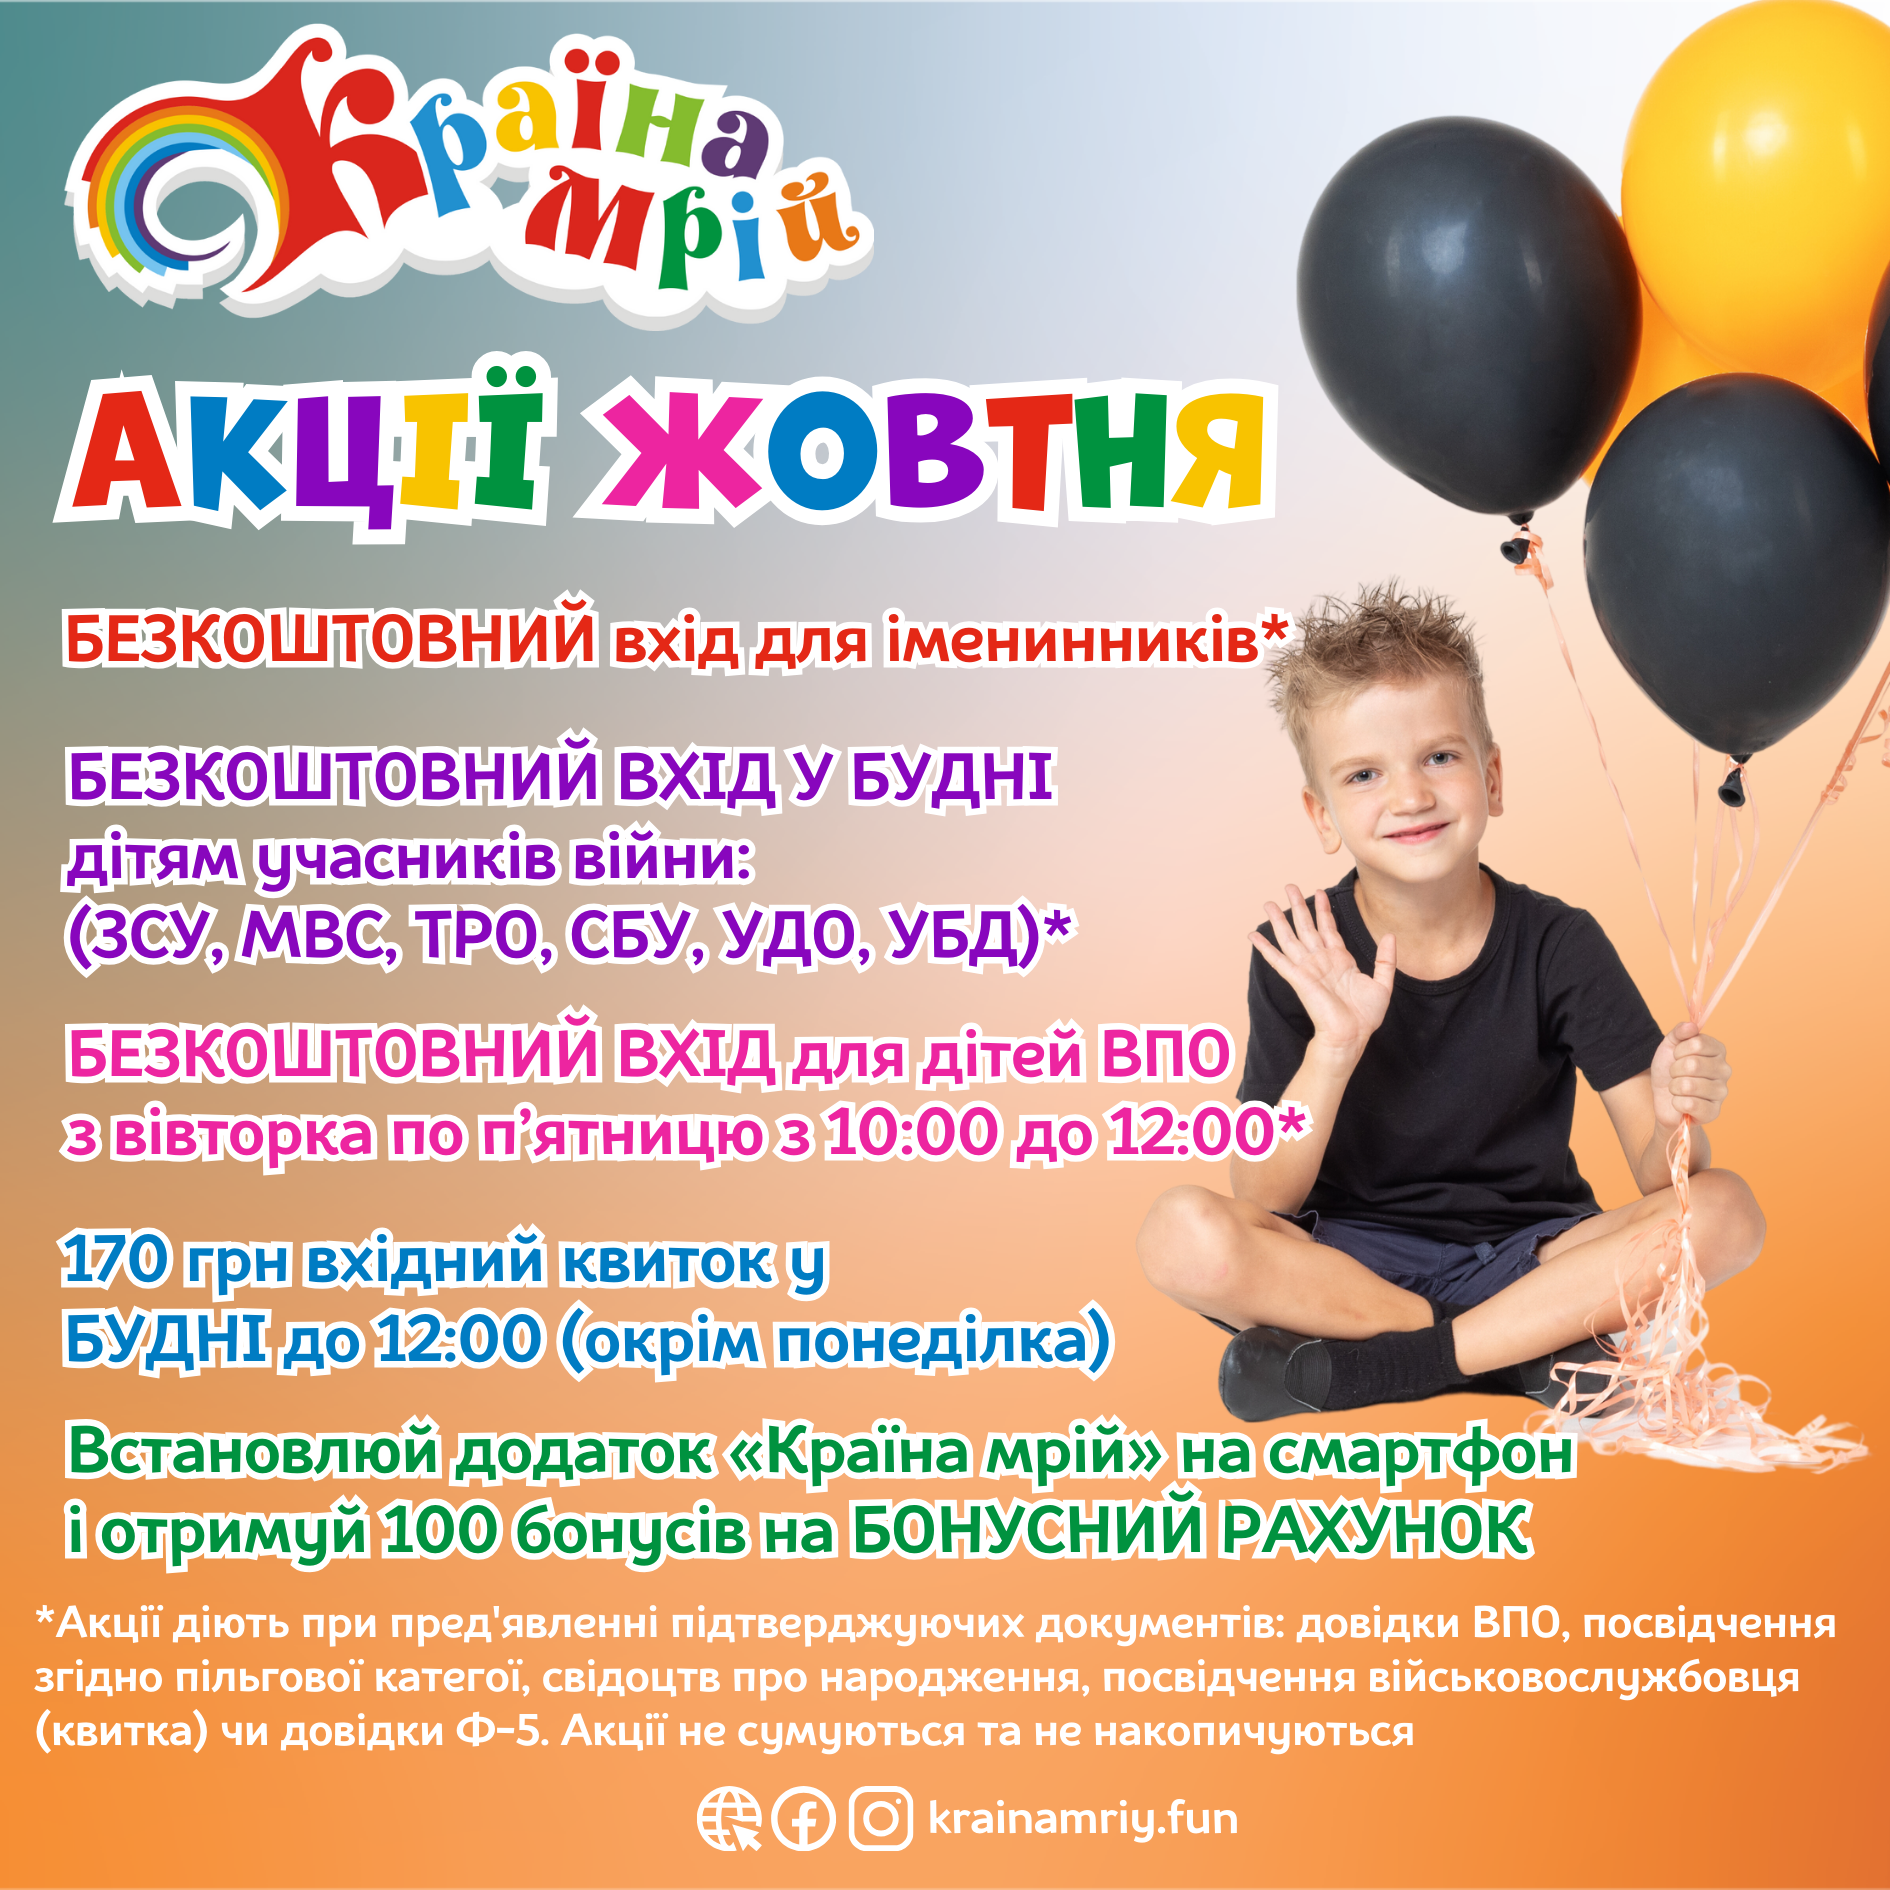 Країна
мрій
АКЦІЇ ЖОВТНЯ
БЕЗКОШТОВНИЙ вхід для іменинників*
БЕЗКОШТОВНИЙ ВХІД У БУДНІ
дітям учасників війни:
(ЗСУ, МВС, ТРО, СБУ, УДО, УБД)*
БЕЗКОШТОВНИЙ ВХІД для дітей ВПО
з вівторка по п’ятницю з 10:00 до 12:00*
170 грн вхідний квиток у
БУДНІ до 12:00 (окрім понеділка)
Встановлюй додаток «Країна мрій» на смартфон
і отримуй 100 бонусів на БОНУСНИЙ РАХУНОК
*Акції діють при пред'явленні підтверджуючих документів: довідки ВПО, посвідчення
згідно пільгової категої, свідоцтв про народження, посвідчення військовослужбовця
(квитка) чи довідки Ф-5. Акції не сумуються та не накопичуються
krainamriy.fun